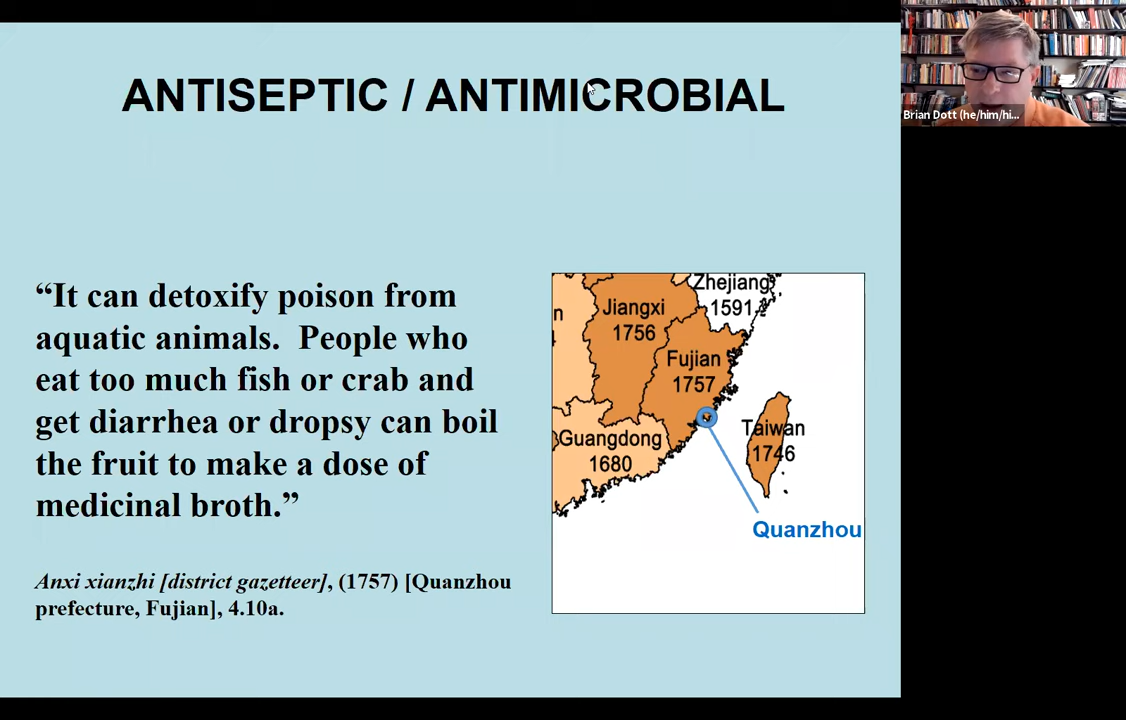 ANTISEPTIC / ANTIMICROBIAL
Brian Dott (he/him/hi...
“It can detoxify poison from
aquatic animals.  People who
eat too much fish or crab and
get diarrhea or dropsy can boil
the fruit to make a dose of
medicinal broth.”
Anxi xianzhi [district gazetteer], (1757) [Quanzhou
prefecture, Fujian], 4.10a.
Zhejiang
1591
n
Jiangxi
1756
Fujian
1757
Guangdong
1680
Taiwan
1746
Quanzhou